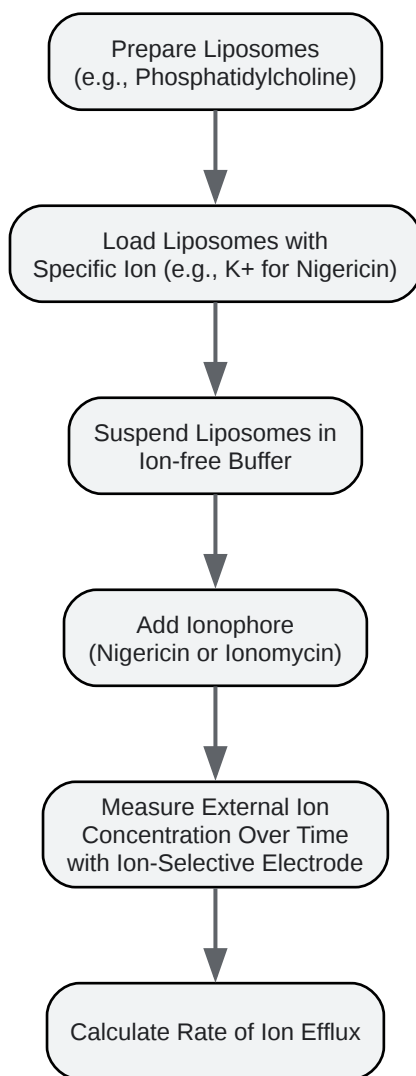 Prepare Liposomes
(e.g., Phosphatidylcholine)
Load Liposomes with
Specific Ion (e.g., K+ for Nigericin)
Suspend Liposomes in
Ion-free Buffer
Add Ionophore
(Nigericin or Ionomycin)
Measure External Ion
Concentration Over Time
with Ion-Selective Electrode
Calculate Rate of Ion Efflux